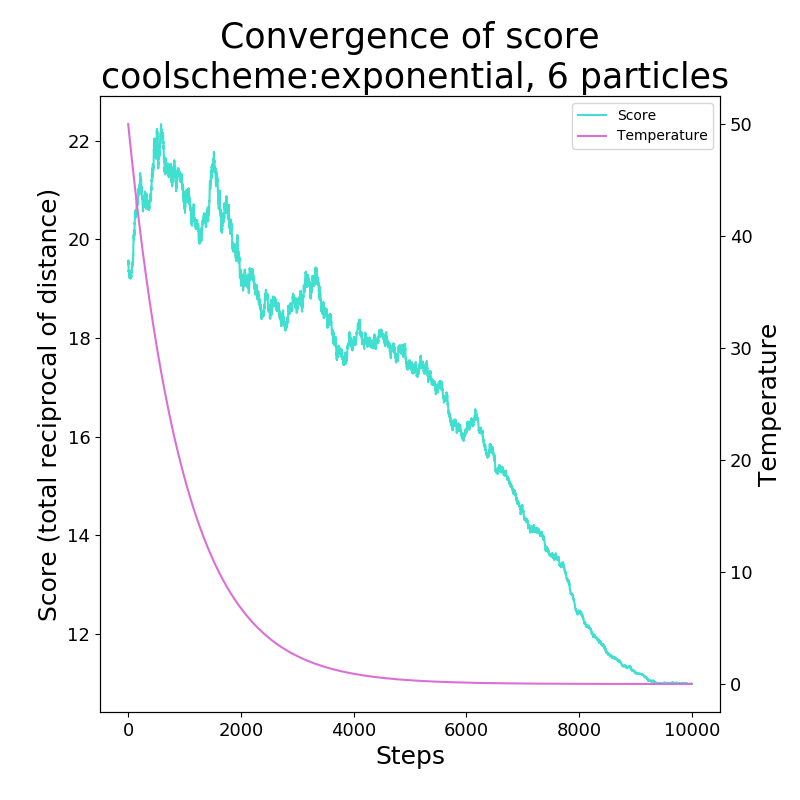 Convergence of score
coolscheme:exponential, 6 particles
Score
Temperature
Score (total reciprocal of distance)
22
20
18
16
14
12
50
40
30
20
10
0
Temperature
0
2000
4000
6000
8000
10000
Steps